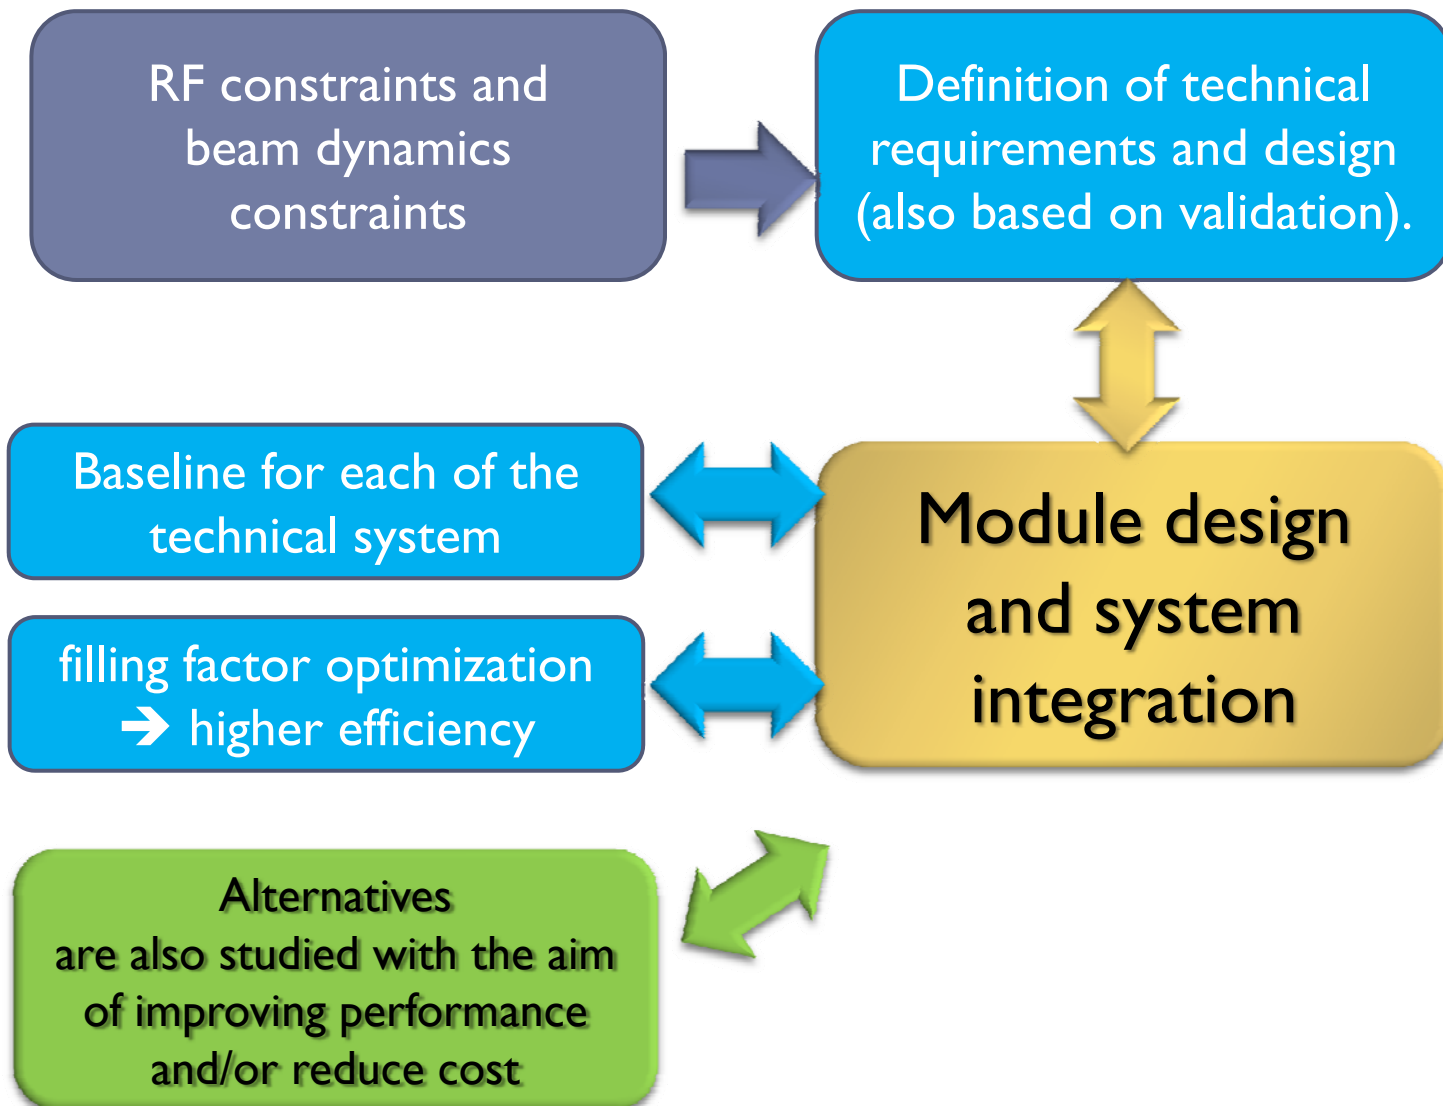 RF constraints and
beam dynamics
constraints
Definition of technical
requirements and design
(also based on validation).
Baseline for each of the
technical system
filling factor optimization
➔ higher efficiency
Module design
and system
integration
Alternatives
are also studied with the aim
of improving performance
and/or reduce cost